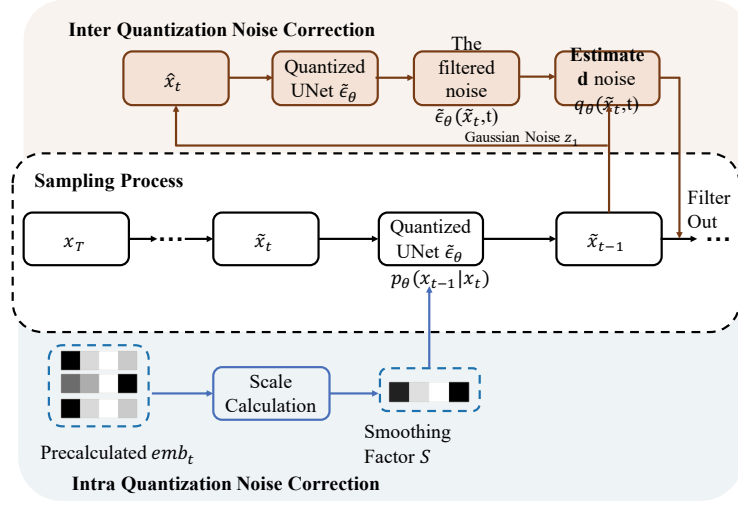 Inter Quantization Noise Correction
x̂_t
Quantized
UNet ε̃_θ
The
filtered
noise
ε̃_θ(x̃_t,t)
Estimate
d noise
q_θ(x̃_t,t)
Gaussian Noise z_1
Sampling Process
Filter
Out
x_T
···
x̃_t
Quantized
UNet ε̃_θ
p_θ(x_{t−1}|x_t)
x̃_{t−1}
···
Scale
Calculation
Precalculated emb_t
Smoothing
Factor S
Intra Quantization Noise Correction